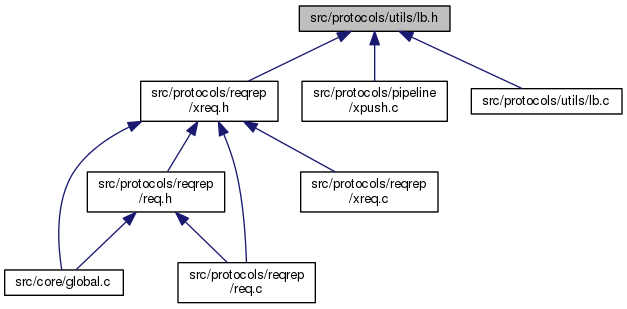 src/protocols/utils/lb.h
src/protocols/reqrep
/xreq.h
src/protocols/pipeline
/xpush.c
src/protocols/utils/lb.c
src/protocols/reqrep
/req.h
src/protocols/reqrep
/xreq.c
src/core/global.c
src/protocols/reqrep
/req.c